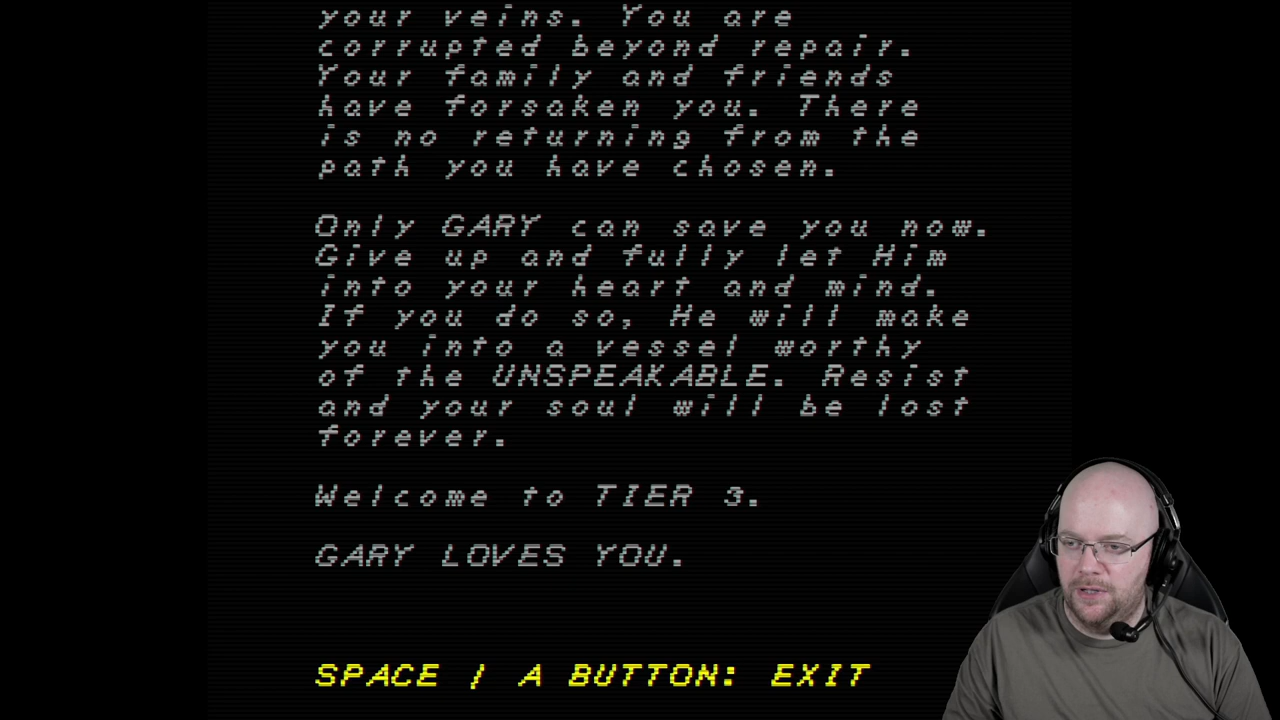 your veins. You are
corrupted beyond repair.
Your family and friends
have forsaken you. There
is no returning from the
path you have chosen.
Only GARY can save you now.
Give up and fully let Him
into your heart and mind.
If you do so, He will make
you into a vessel worthy
of the UNSPEAKABLE. Resist
and your soul will be lost
forever.
Welcome to TIER 3.
GARY LOVES YOU.
SPACE / A BUTTON: EXIT